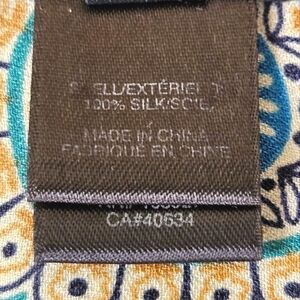 SHELL/EXTÉRIEUR
100% SILK/SOIE
MADE IN CHINA
FABRIQUÉ EN CHINE
CA#40634